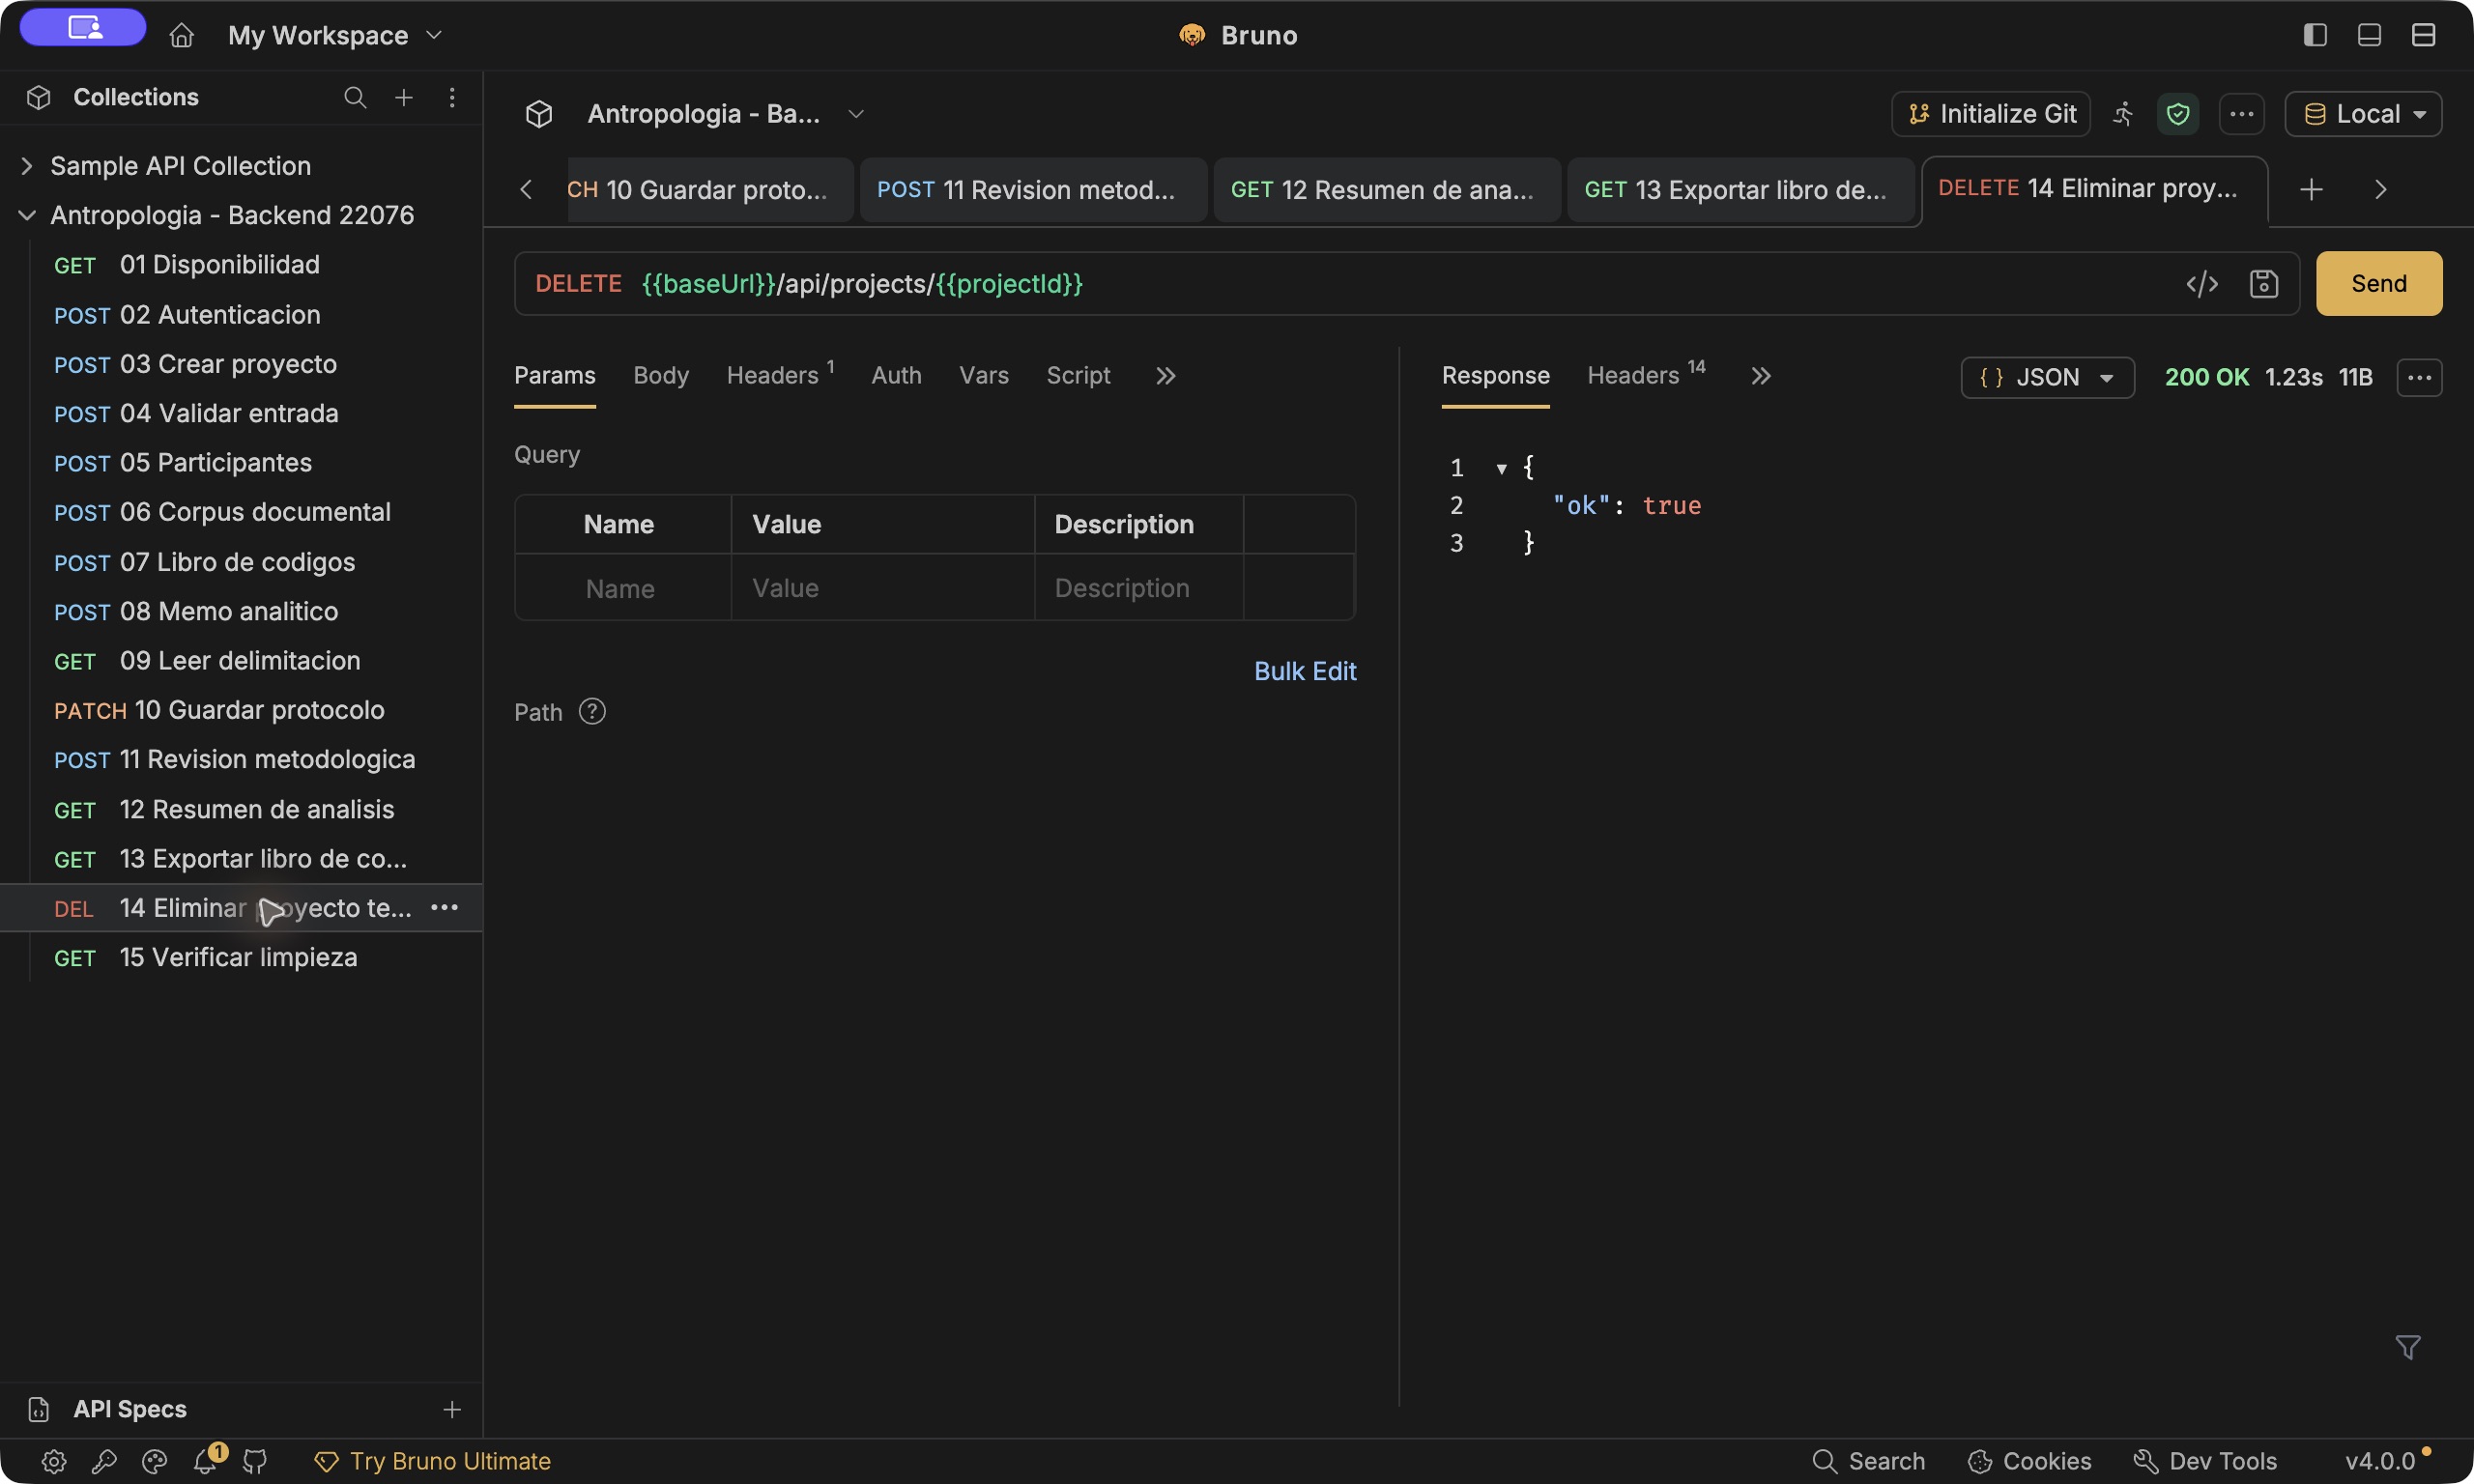 My Workspace
Bruno
Collections
Sample API Collection
Antropologia - Backend 22076
GET 01 Disponibilidad
POST 02 Autenticacion
POST 03 Crear proyecto
POST 04 Validar entrada
POST 05 Participantes
POST 06 Corpus documental
POST 07 Libro de codigos
POST 08 Memo analitico
GET 09 Leer delimitacion
PATCH 10 Guardar protocolo
POST 11 Revision metodologica
GET 12 Resumen de analisis
GET 13 Exportar libro de co...
DEL 14 Eliminar proyecto te...
GET 15 Verificar limpieza
API Specs
Antropologia - Ba...
Initialize Git
Local
CH 10 Guardar proto... POST 11 Revision metod... GET 12 Resumen de ana... GET 13 Exportar libro de... DELETE 14 Eliminar proy...
DELETE {{baseUrl}}/api/projects/{{projectId}}
Send
Params Body Headers 1 Auth Vars Script
Query
Name Value Description
Name Value Description
Bulk Edit
Path ?
Response Headers 14
{ } JSON 200 OK 1.23s 11B
1 {
2 "ok": true
3 }
1
Try Bruno Ultimate
Search Cookies Dev Tools v4.0.0